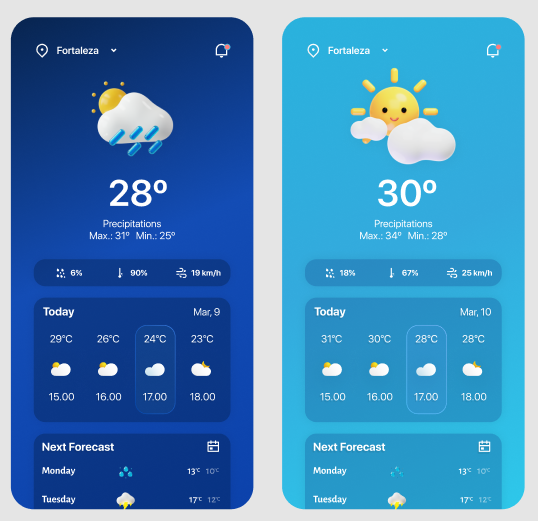 Fortaleza
28º
Precipitations
Max.: 31º Min.: 25º
6% 90% 19 km/h
Today Mar, 9
29°C 26°C 24°C 23°C
15.00 16.00 17.00 18.00
Next Forecast
Monday 13°C 10°C
Tuesday 17°C 12°C
Fortaleza
30º
Precipitations
Max.: 34º Min.: 28º
18% 67% 25 km/h
Today Mar, 10
31°C 30°C 28°C 28°C
15.00 16.00 17.00 18.00
Next Forecast
Monday 13°C 10°C
Tuesday 17°C 12°C